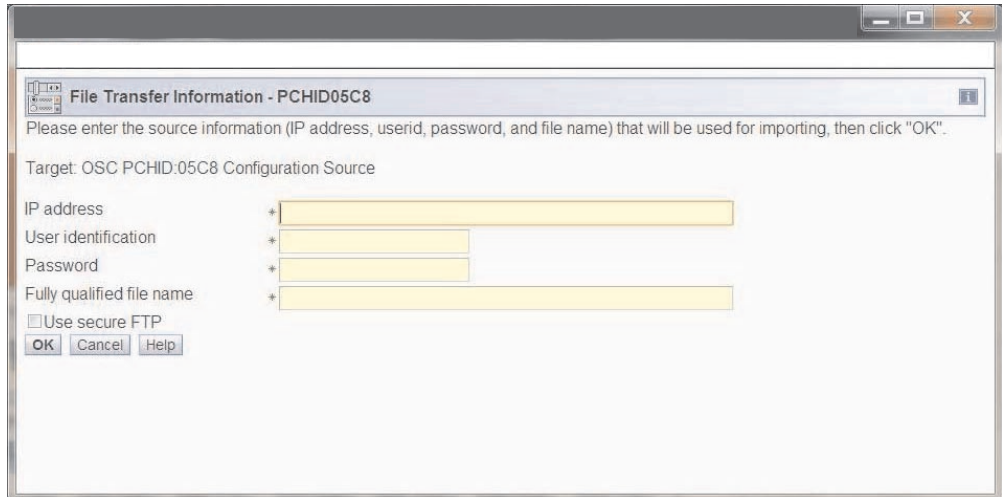 File Transfer Information - PCHID05C8
Please enter the source information (IP address, userid, password, and file name) that will be used for importing, then click "OK".
Target: OSC PCHID:05C8 Configuration Source
IP address *
User identification *
Password *
Fully qualified file name *
Use secure FTP
OK Cancel Help